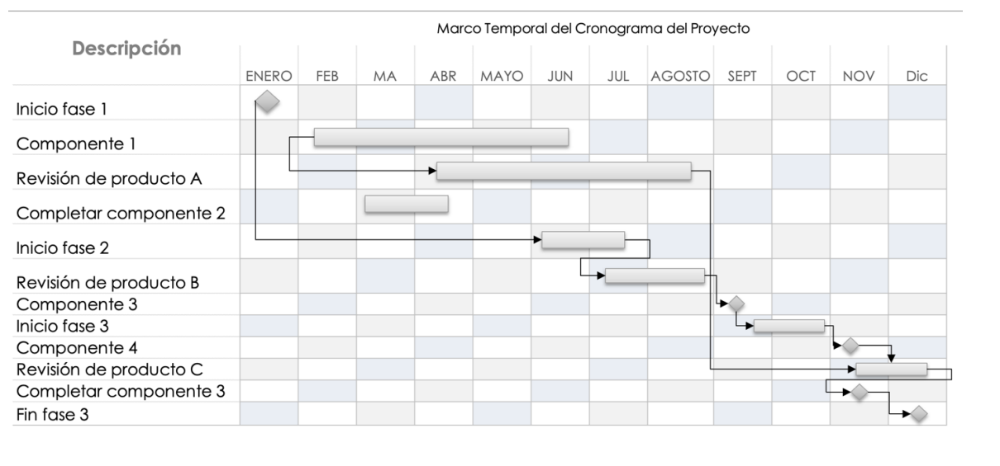 Marco Temporal del Cronograma del Proyecto
Descripción
ENERO FEB MA ABR MAYO JUN JUL AGOSTO SEPT OCT NOV Dic
Inicio fase 1
Componente 1
Revisión de producto A
Completar componente 2
Inicio fase 2
Revisión de producto B
Componente 3
Inicio fase 3
Componente 4
Revisión de producto C
Completar componente 3
Fin fase 3